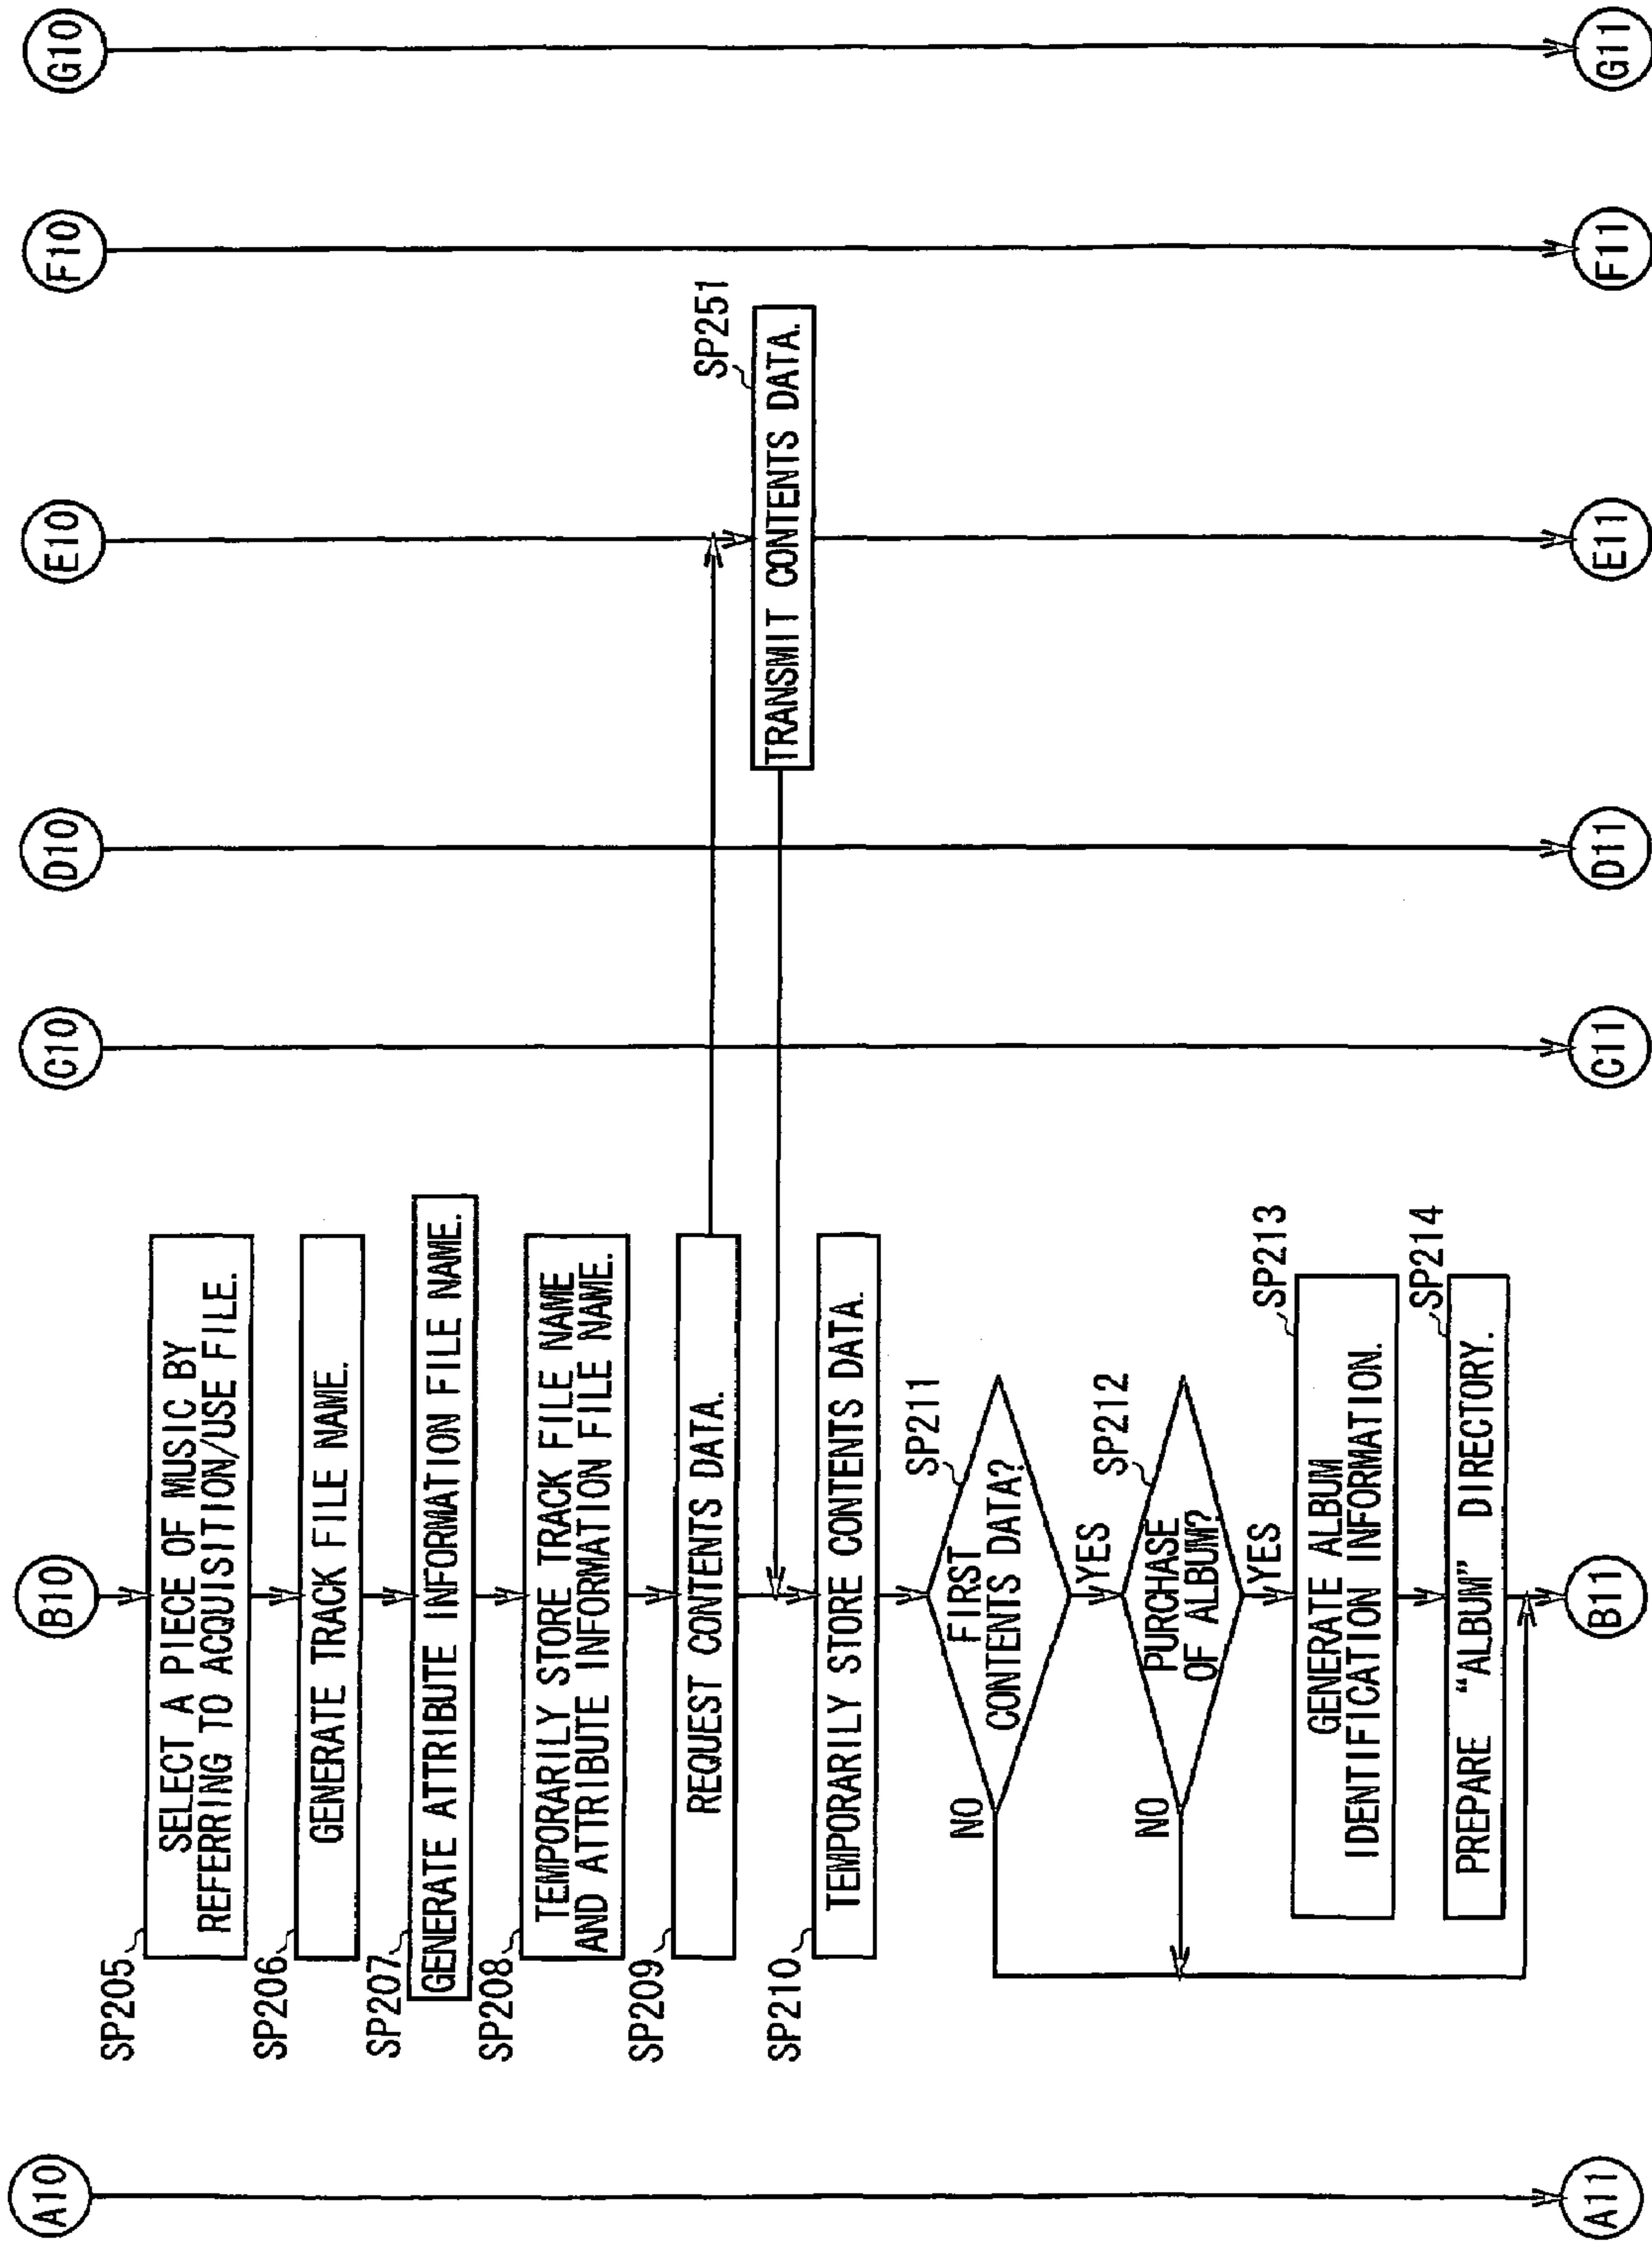 A10
B10
C10
D10
E10
F10
G10
SP205
SELECT A PIECE OF MUSIC BY
REFERRING TO ACQUISITION/USE FILE.
SP206
GENERATE TRACK FILE NAME.
SP207
GENERATE ATTRIBUTE INFORMATION FILE NAME.
SP208
TEMPORARILY STORE TRACK FILE NAME
AND ATTRIBUTE INFORMATION FILE NAME.
SP209
REQUEST CONTENTS DATA.
SP251
TRANSMIT CONTENTS DATA.
SP210
TEMPORARILY STORE CONTENTS DATA.
SP211
FIRST
CONTENTS DATA?
NO
YES
SP212
PURCHASE
OF ALBUM?
NO
YES
SP213
GENERATE ALBUM
IDENTIFICATION INFORMATION.
SP214
PREPARE “ALBUM” DIRECTORY.
A11
B11
C11
D11
E11
F11
G11